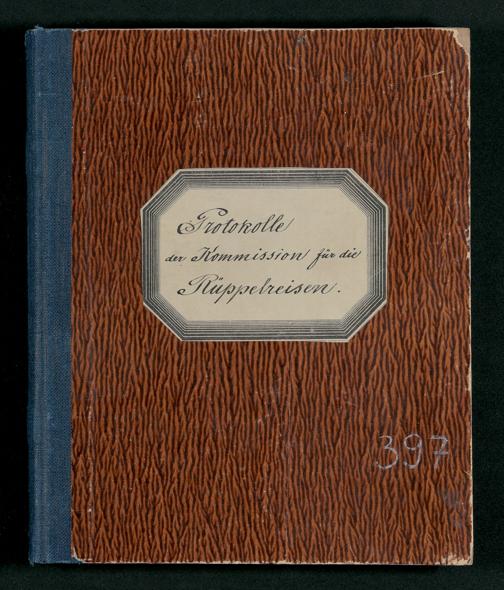 Protokolle
der Kommission für die
Rüppelreisen.
397